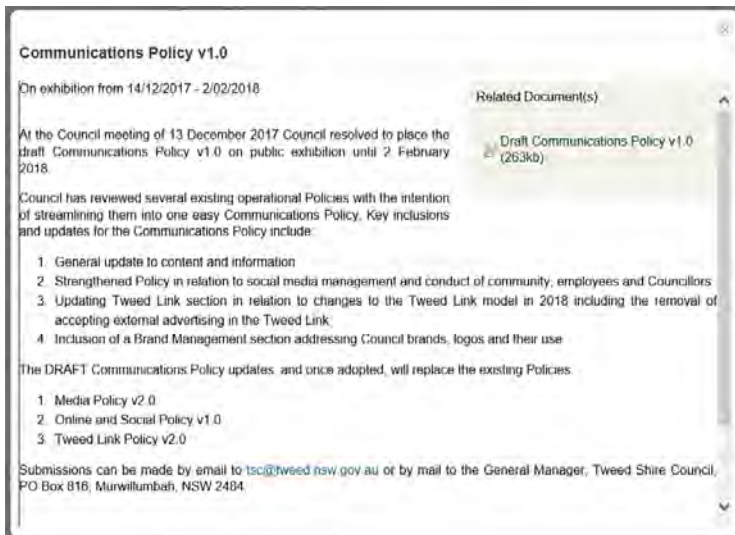 Communications Policy v1.0
On exhibition from 14/12/2017 - 2/02/2018
Related Document(s)
Draft Communications Policy v1.0
(263kb)
At the Council meeting of 13 December 2017 Council resolved to place the
draft Communications Policy v1.0 on public exhibition until 2 February
2018.
Council has reviewed several existing operational Policies with the intention
of streamlining them into one easy Communications Policy. Key inclusions
and updates for the Communications Policy include:
1. General update to content and information
2. Strengthened Policy in relation to social media management and conduct of community, employees and Councillors
3. Updating Tweed Link section in relation to changes to the Tweed Link model in 2018 including the removal of
accepting external advertising in the Tweed Link
4. Inclusion of a Brand Management section addressing Council brands, logos and their use
The DRAFT Communications Policy updates, and once adopted, will replace the existing Policies.
1. Media Policy v2.0
2. Online and Social Policy v1.0
3. Tweed Link Policy v2.0
Submissions can be made by email to tsc@tweed.nsw.gov.au or by mail to the General Manager, Tweed Shire Council,
PO Box 816, Murwillumbah, NSW 2484